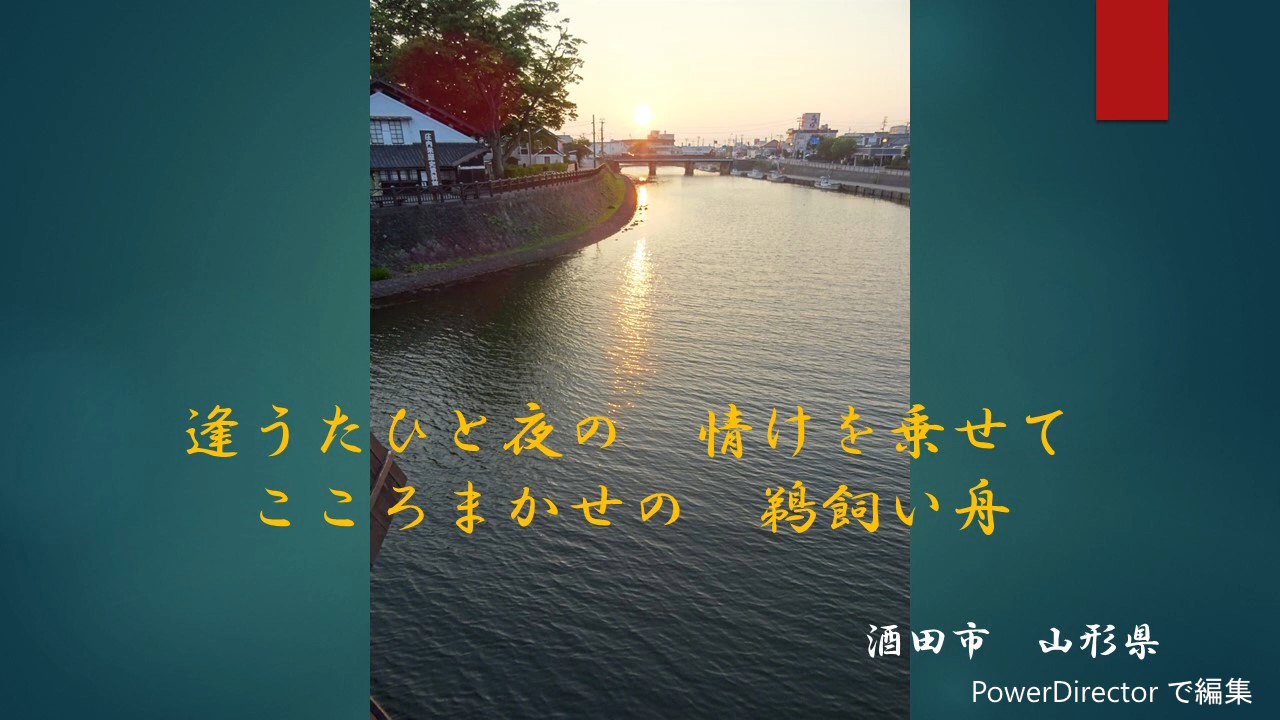 逢うたひと夜の　情けを乗せて
こころまかせの　鵜飼い舟
酒田市　山形県
PowerDirector で編集